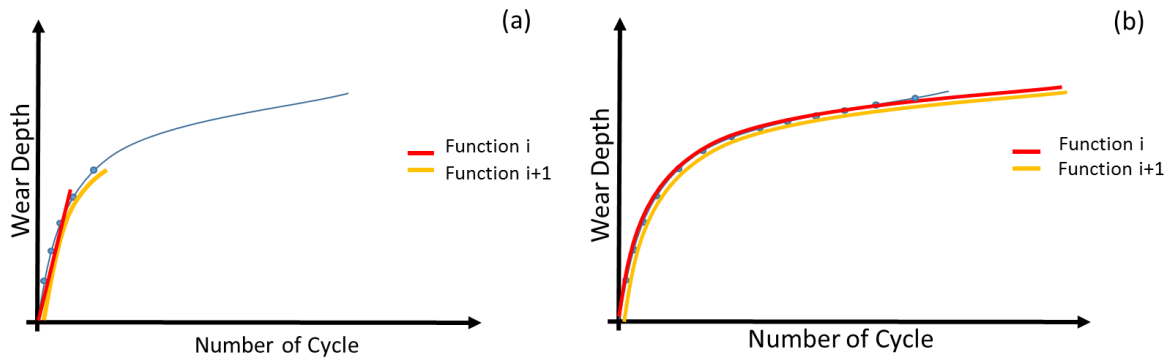 (a)
Wear Depth
Function i
Function i+1
Number of Cycle
(b)
Wear Depth
Function i
Function i+1
Number of Cycle